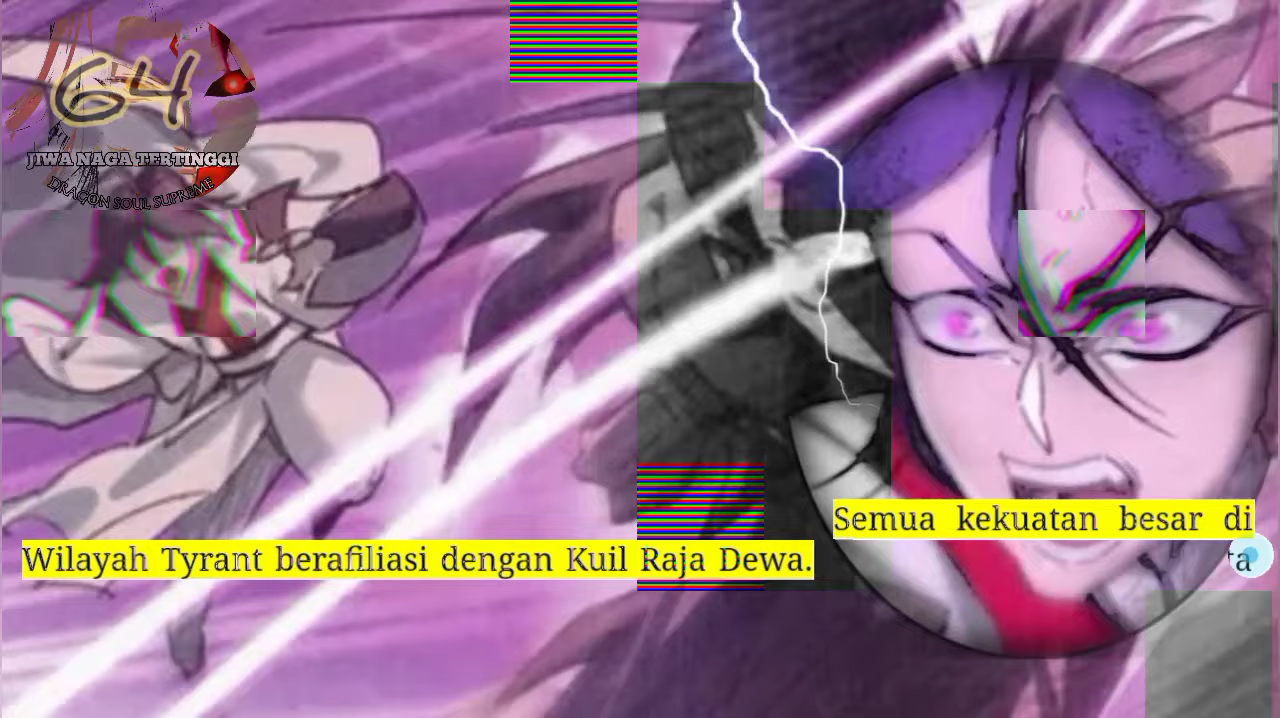 64
JIWA NAGA TERTINGGI
DRAGON SOUL SUPREME
Semua kekuatan besar di
Wilayah Tyrant berafiliasi dengan Kuil Raja Dewa.